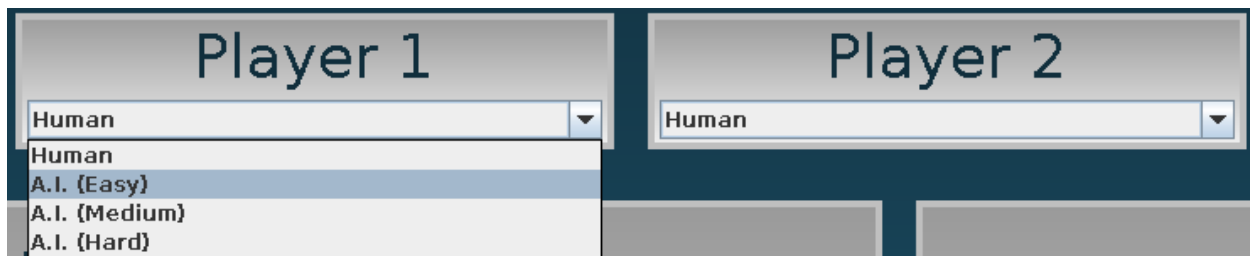 Player 1
Human
Human
A.I. (Easy)
A.I. (Medium)
A.I. (Hard)
Player 2
Human